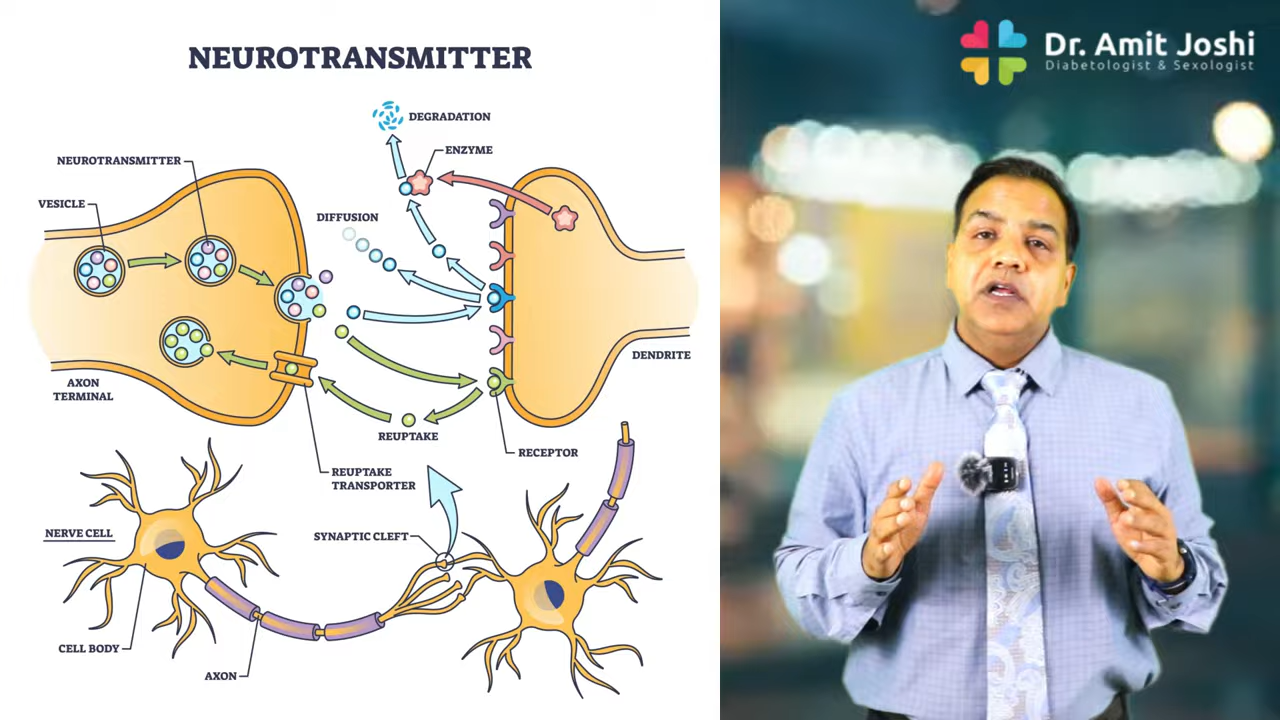 NEUROTRANSMITTER
DEGRADATION
ENZYME
NEUROTRANSMITTER
VESICLE
DIFFUSION
DENDRITE
AXON
TERMINAL
REUPTAKE
RECEPTOR
REUPTAKE
TRANSPORTER
NERVE CELL
SYNAPTIC CLEFT
CELL BODY
AXON
Dr. Amit Joshi
Diabetologist & Sexologist